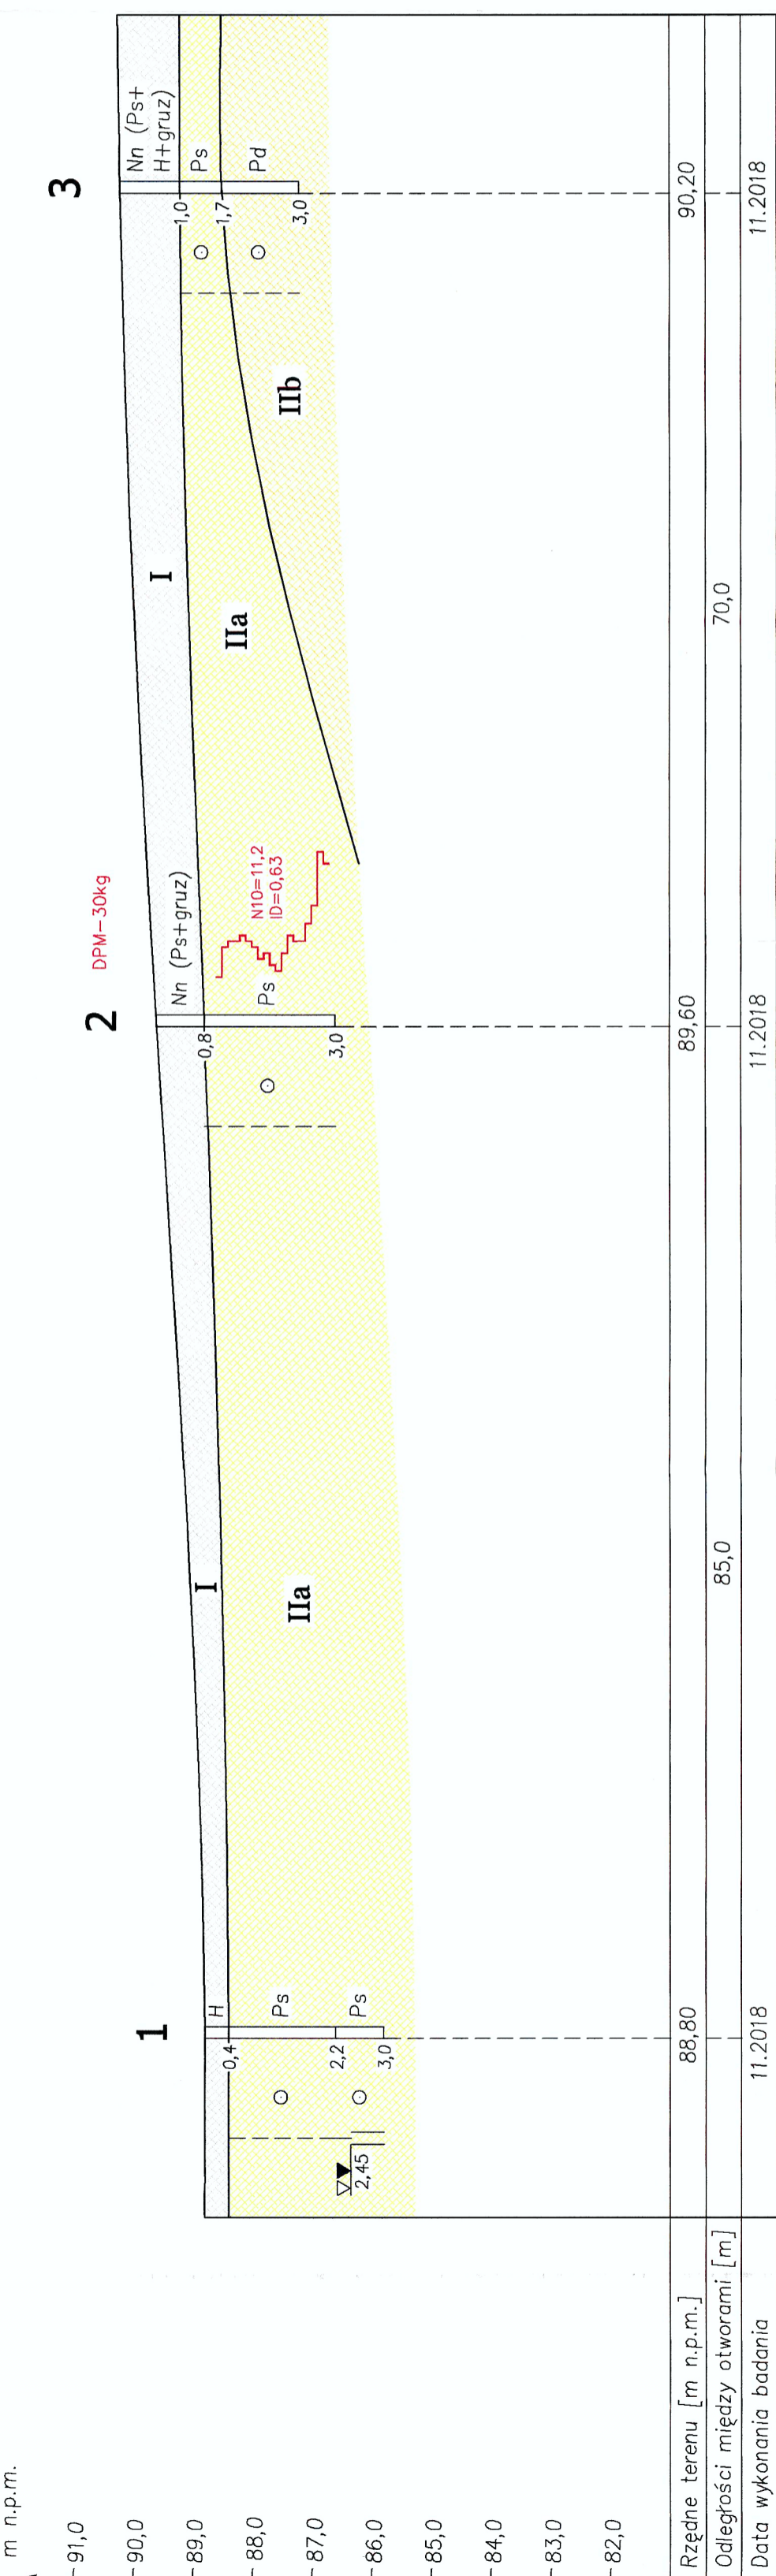 m n.p.m.
91,0
90,0
89,0
88,0
87,0
86,0
85,0
84,0
83,0
82,0
1
H
0,4
Ps
2,2
Ps
3,0
2,45
I
IIa
2
DPM-30kg
Nn (Ps+gruz)
0,8
Ps
3,0
N10=11,2
ID=0,63
I
IIa
IIb
3
Nn (Ps+
H+gruz)
1,0
Ps
1,7
Pd
3,0
Rzędne terenu [m n.p.m.]
88,80
89,60
90,20
Odległości między otworami [m]
85,0
70,0
Data wykonania badania
11.2018
11.2018
11.2018